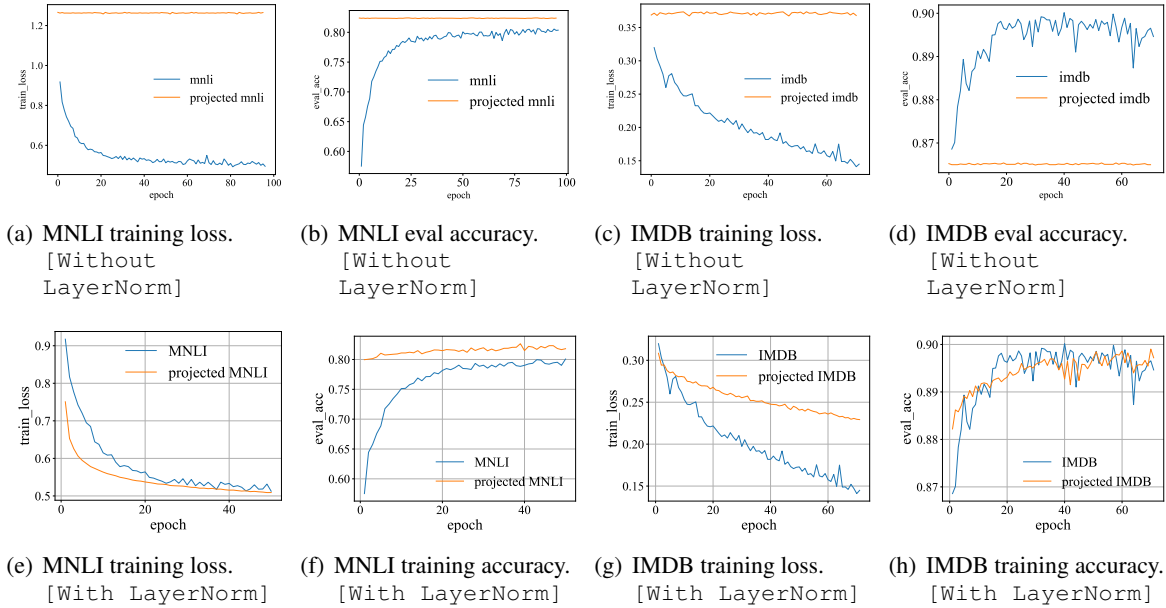 1.2
1.0
0.8
0.6
train_loss
mnli
projected mnli
0 20 40 60 80 100
epoch
0.80
0.75
0.70
0.65
0.60
eval_acc
mnli
projected mnli
0 25 50 75 100
epoch
0.35
0.30
0.25
0.20
0.15
train_loss
imdb
projected imdb
0 20 40 60
epoch
0.90
0.89
0.88
0.87
eval_acc
imdb
projected imdb
0 20 40 60
epoch
(a) MNLI training loss.
[Without
LayerNorm]
(b) MNLI eval accuracy.
[Without
LayerNorm]
(c) IMDB training loss.
[Without
LayerNorm]
(d) IMDB eval accuracy.
[Without
LayerNorm]
0.9
0.8
0.7
0.6
0.5
train_loss
MNLI
projected MNLI
0 20 40
epoch
0.80
0.75
0.70
0.65
0.60
eval_acc
MNLI
projected MNLI
0 20 40
epoch
0.30
0.25
0.20
0.15
train_loss
IMDB
projected IMDB
0 20 40 60
epoch
0.90
0.89
0.88
0.87
eval_acc
IMDB
projected IMDB
0 20 40 60
epoch
(e) MNLI training loss.
[With LayerNorm]
(f) MNLI training accuracy.
[With LayerNorm]
(g) IMDB training loss.
[With LayerNorm]
(h) IMDB training accuracy.
[With LayerNorm]